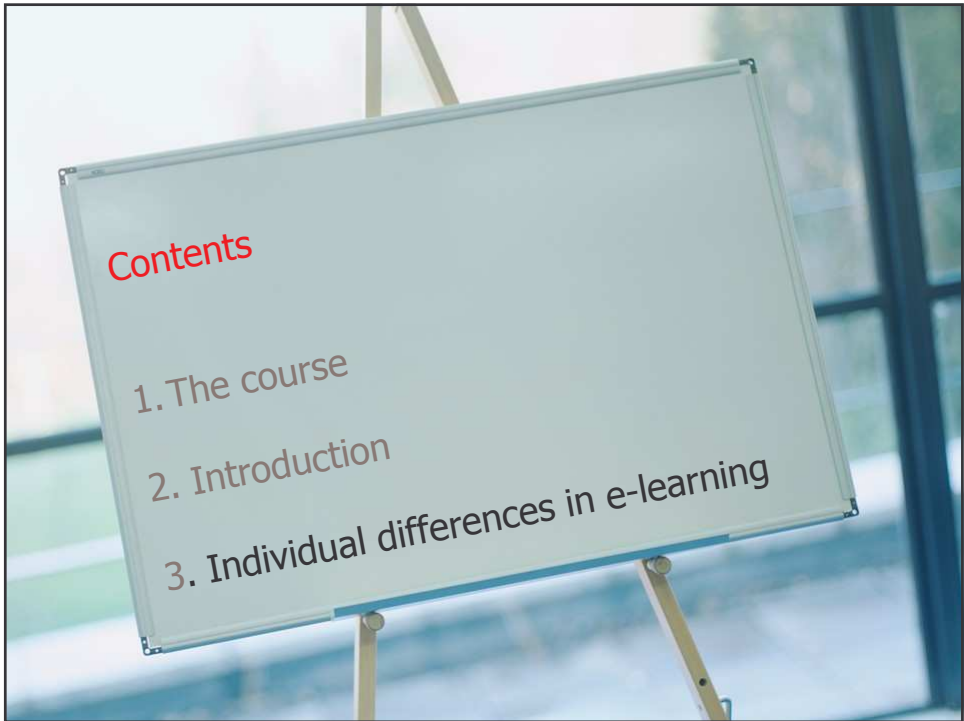 Contents
1. The course
2. Introduction
3. Individual differences in e-learning